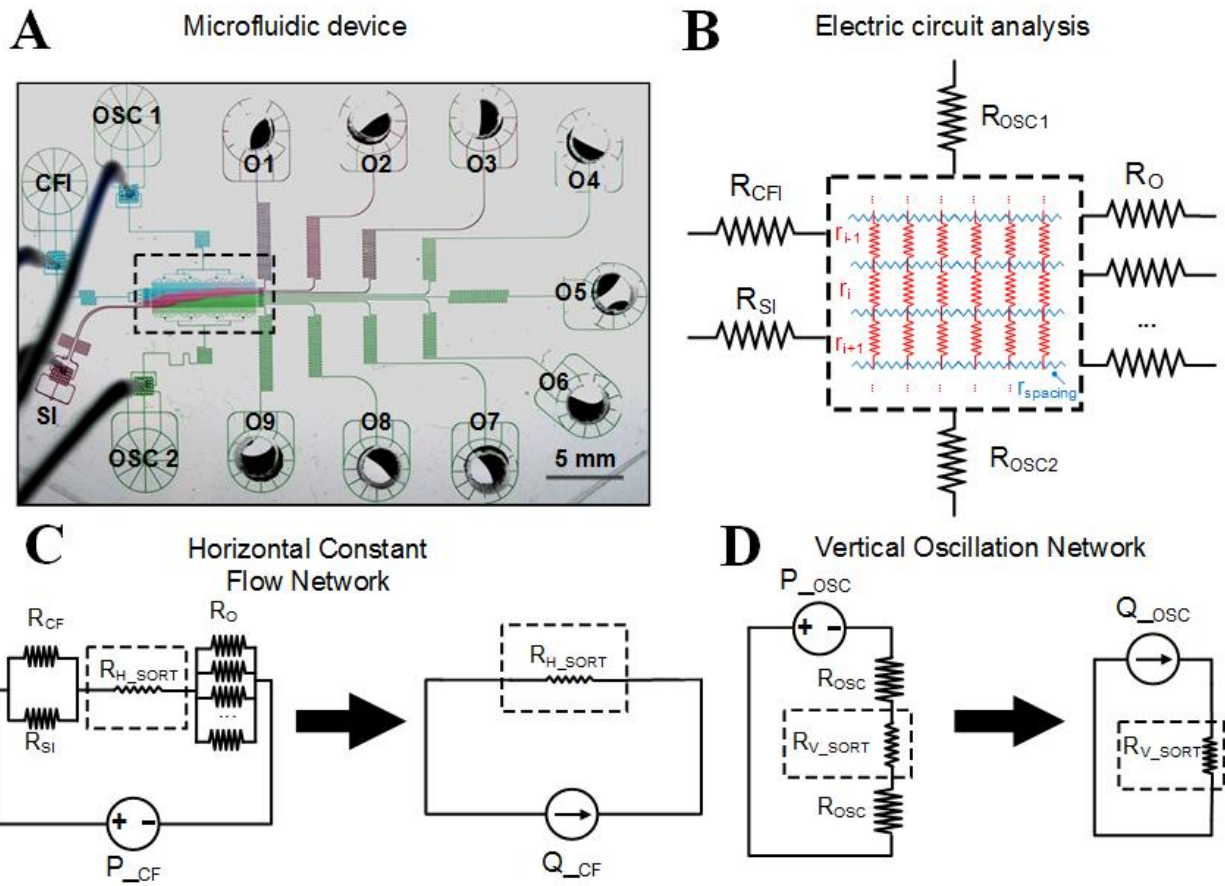 A
Microfluidic device
OSC 1
CFI
SI
OSC 2
O1
O2
O3
O4
O5
O6
O7
O8
O9
5 mm
B
Electric circuit analysis
ROSC1
RCFI
RSI
RO
ri-1
ri
ri+1
rspacing
...
ROSC2
C
Horizontal Constant
Flow Network
RCF
RSI
RH_SORT
RO
...
+ -
P_CF
RH_SORT
Q_CF
D
Vertical Oscillation Network
P_OSC
+ -
ROSC
RV_SORT
ROSC
Q_OSC
RV_SORT